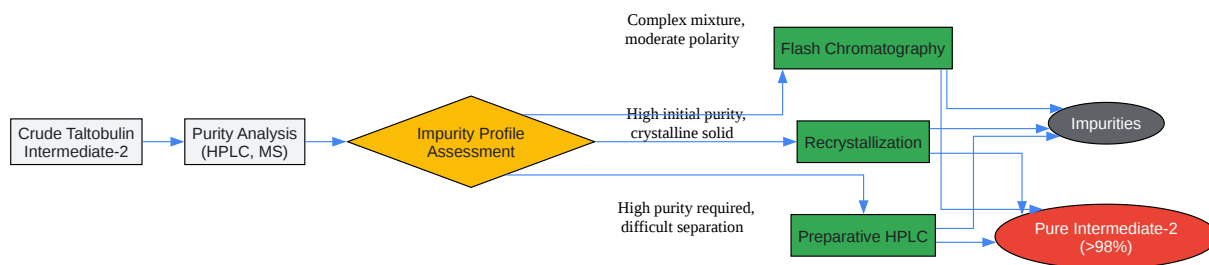 Crude Taltobulin
Intermediate-2
Purity Analysis
(HPLC, MS)
Impurity Profile
Assessment
Complex mixture,
moderate polarity
High initial purity,
crystalline solid
High purity required,
difficult separation
Flash Chromatography
Recrystallization
Preparative HPLC
Impurities
Pure Intermediate-2
(>98%)